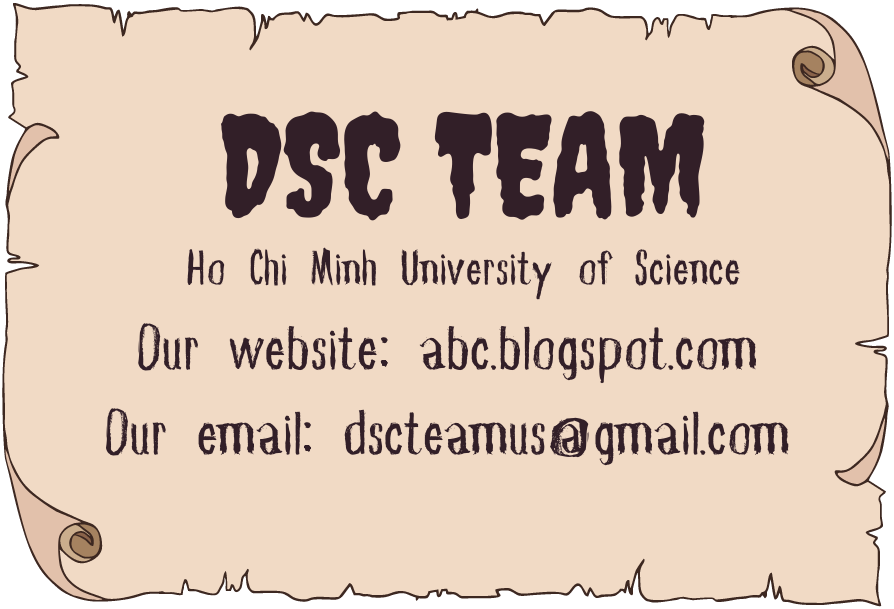 DSC TEAM
Ho Chi Minh University of Science
Our website: abc.blogspot.com
Our email: dscteamus@gmail.com